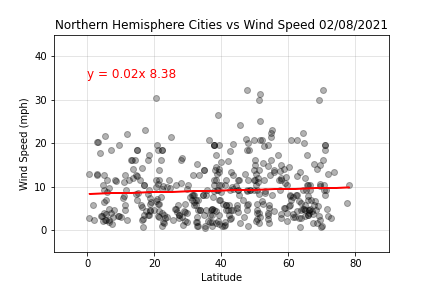 Northern Hemisphere Cities vs Wind Speed 02/08/2021
y = 0.02x 8.38
Wind Speed (mph)
40
30
20
10
0
0 20 40 60 80
Latitude